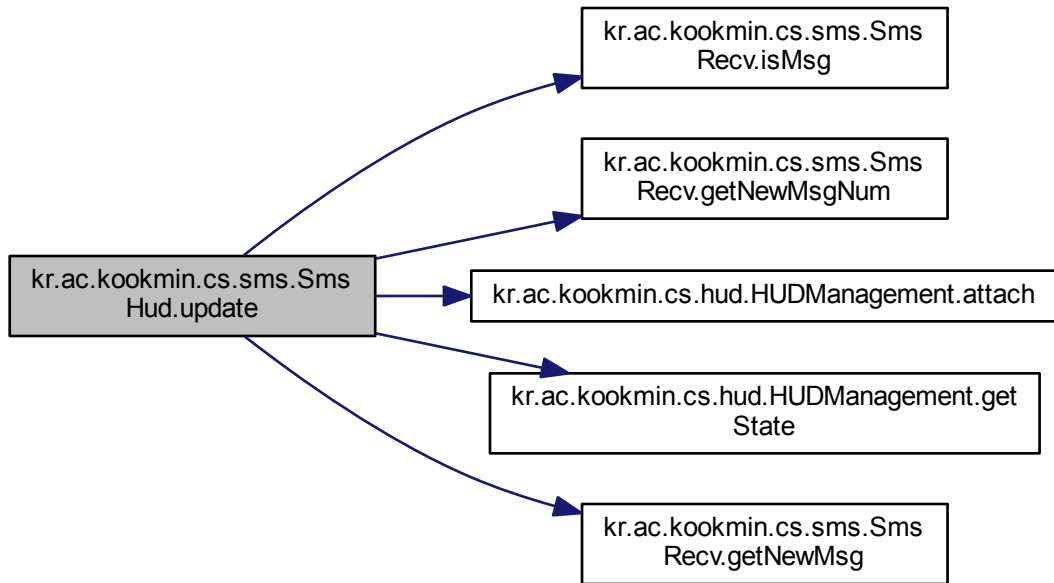 kr.ac.kookmin.cs.sms.Sms
Recv.isMsg
kr.ac.kookmin.cs.sms.Sms
Recv.getNewMsgNum
kr.ac.kookmin.cs.sms.Sms
Hud.update
kr.ac.kookmin.cs.hud.HUDManagement.attach
kr.ac.kookmin.cs.hud.HUDManagement.get
State
kr.ac.kookmin.cs.sms.Sms
Recv.getNewMsg